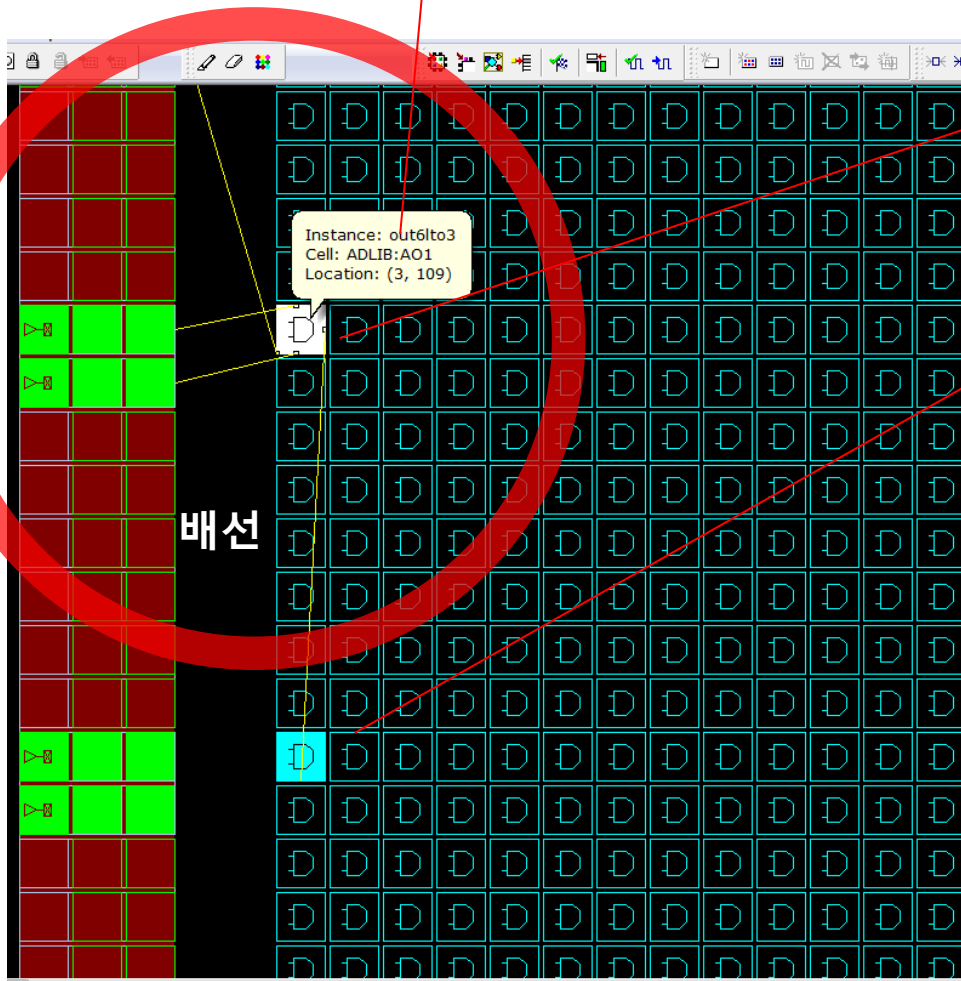 Instance: out6lto3
Cell: ADLIB:AO1
Location: (3, 109)
배선